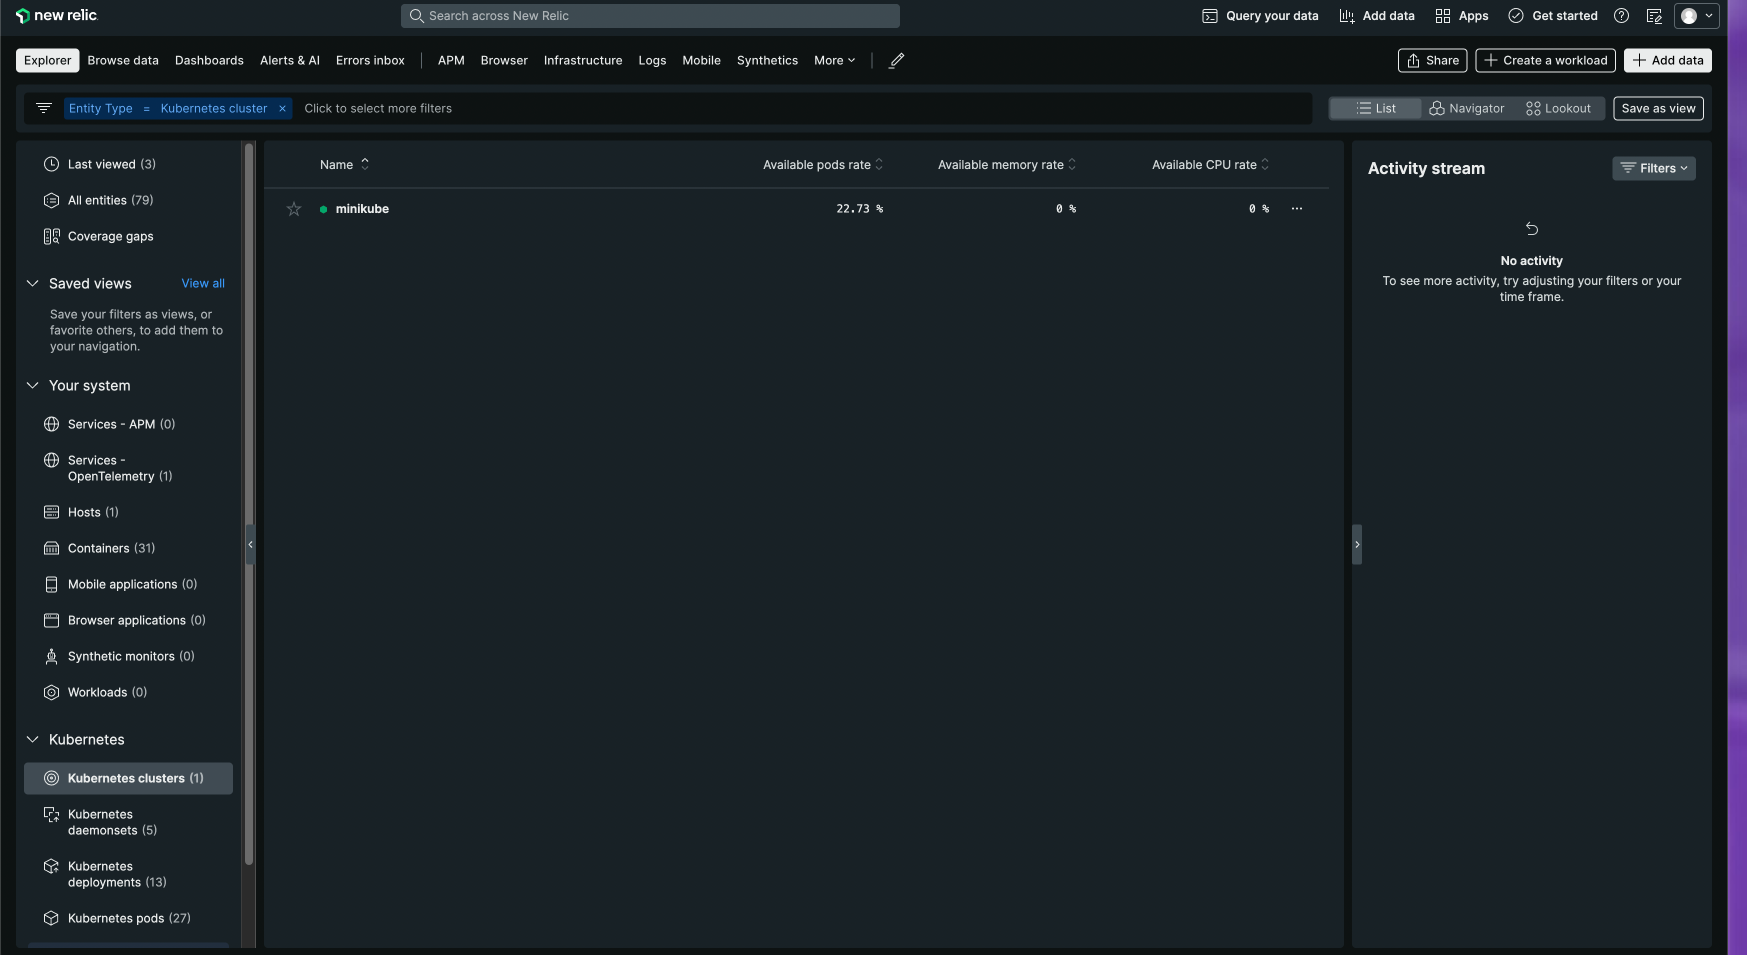 new relic
Search across New Relic
Query your data
Add data
Apps
Get started
Explorer
Browse data
Dashboards
Alerts & AI
Errors inbox
APM
Browser
Infrastructure
Logs
Mobile
Synthetics
More
Share
Create a workload
Add data
Entity Type = Kubernetes cluster ×
Click to select more filters
List
Navigator
Lookout
Save as view
Last viewed (3)
All entities (79)
Coverage gaps
Saved views
View all
Save your filters as views, or
favorite others, to add them to
your navigation.
Your system
Services - APM (0)
Services -
OpenTelemetry (1)
Hosts (1)
Containers (31)
Mobile applications (0)
Browser applications (0)
Synthetic monitors (0)
Workloads (0)
Kubernetes
Kubernetes clusters (1)
Kubernetes
daemonsets (5)
Kubernetes
deployments (13)
Kubernetes pods (27)
Name
Available pods rate
Available memory rate
Available CPU rate
minikube
22.73 %
0 %
0 %
Activity stream
Filters
No activity
To see more activity, try adjusting your filters or your
time frame.